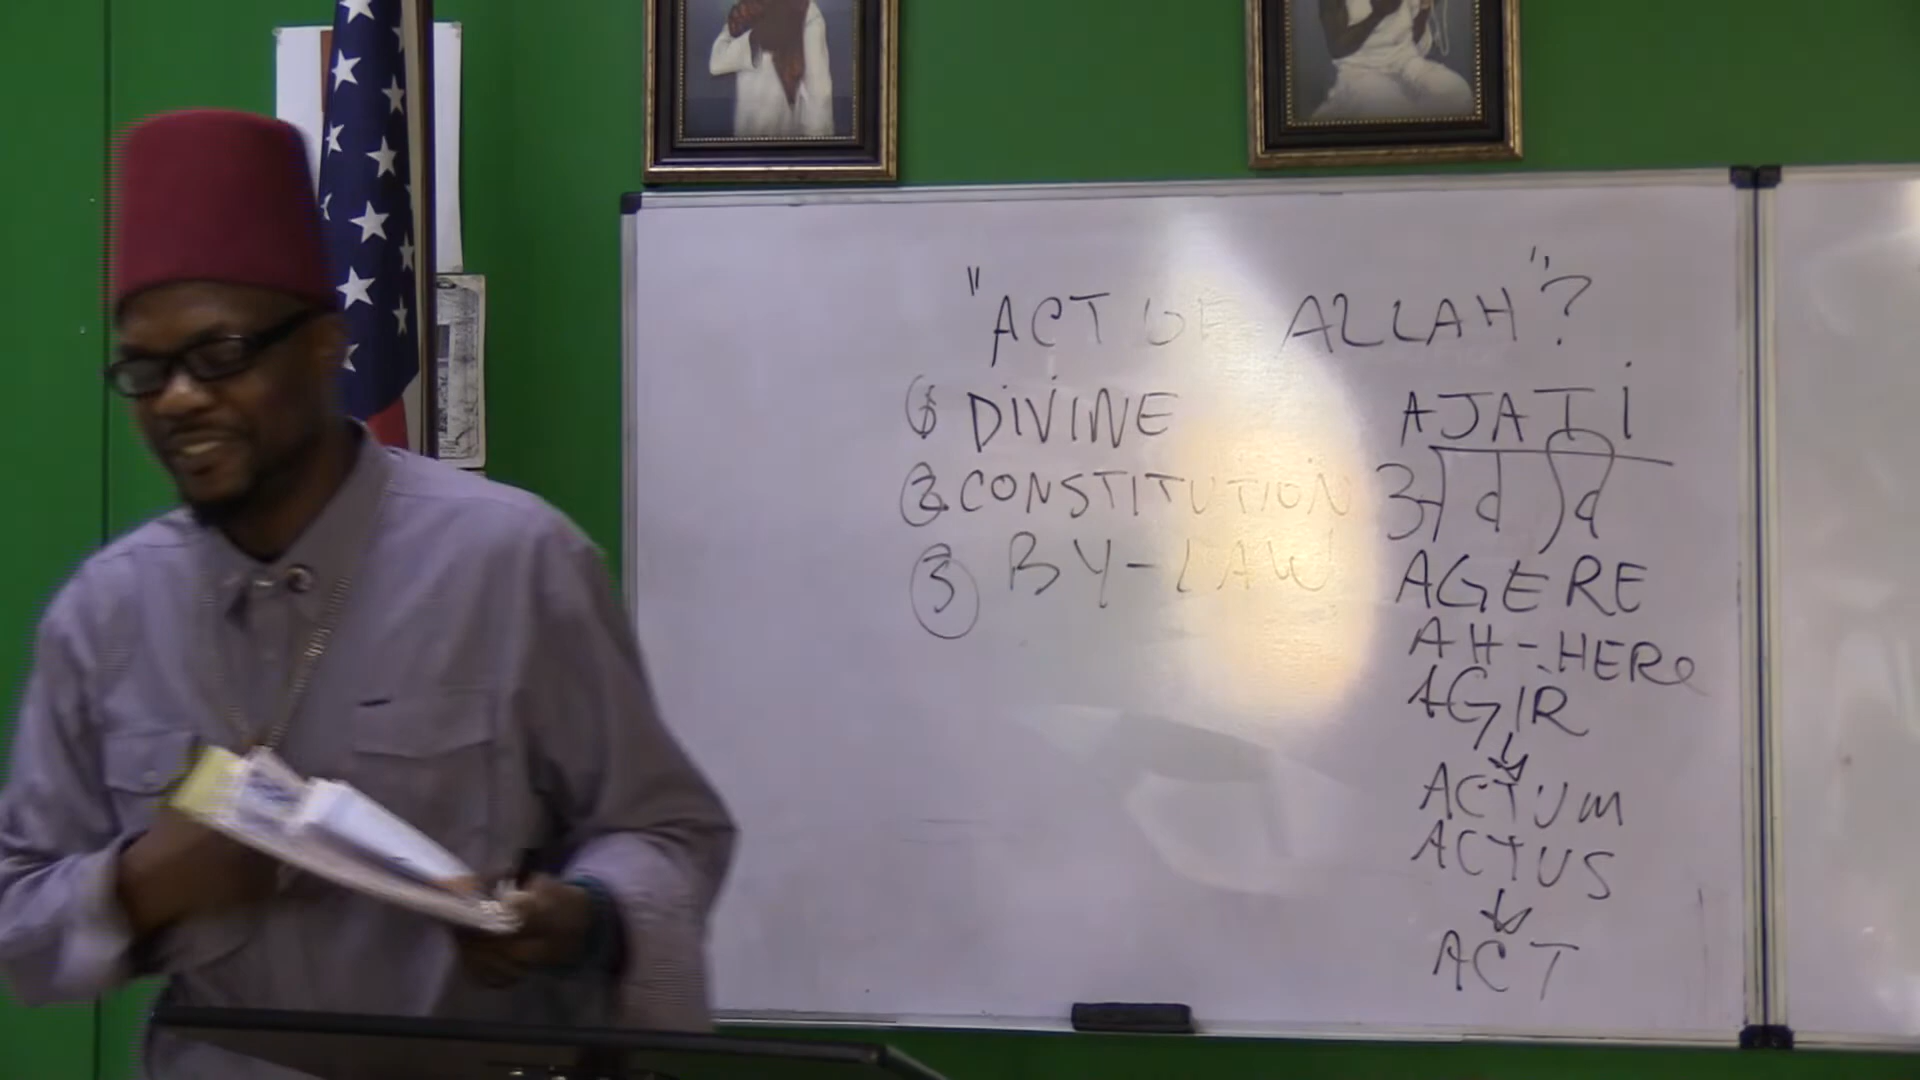 "ACT OF ALLAH"?
① DIVINE
② CONSTITUTION
③ BY-LAW
AJATI
AGERE
AH-HERE
AGIR
ACTUM
ACTUS
ACT